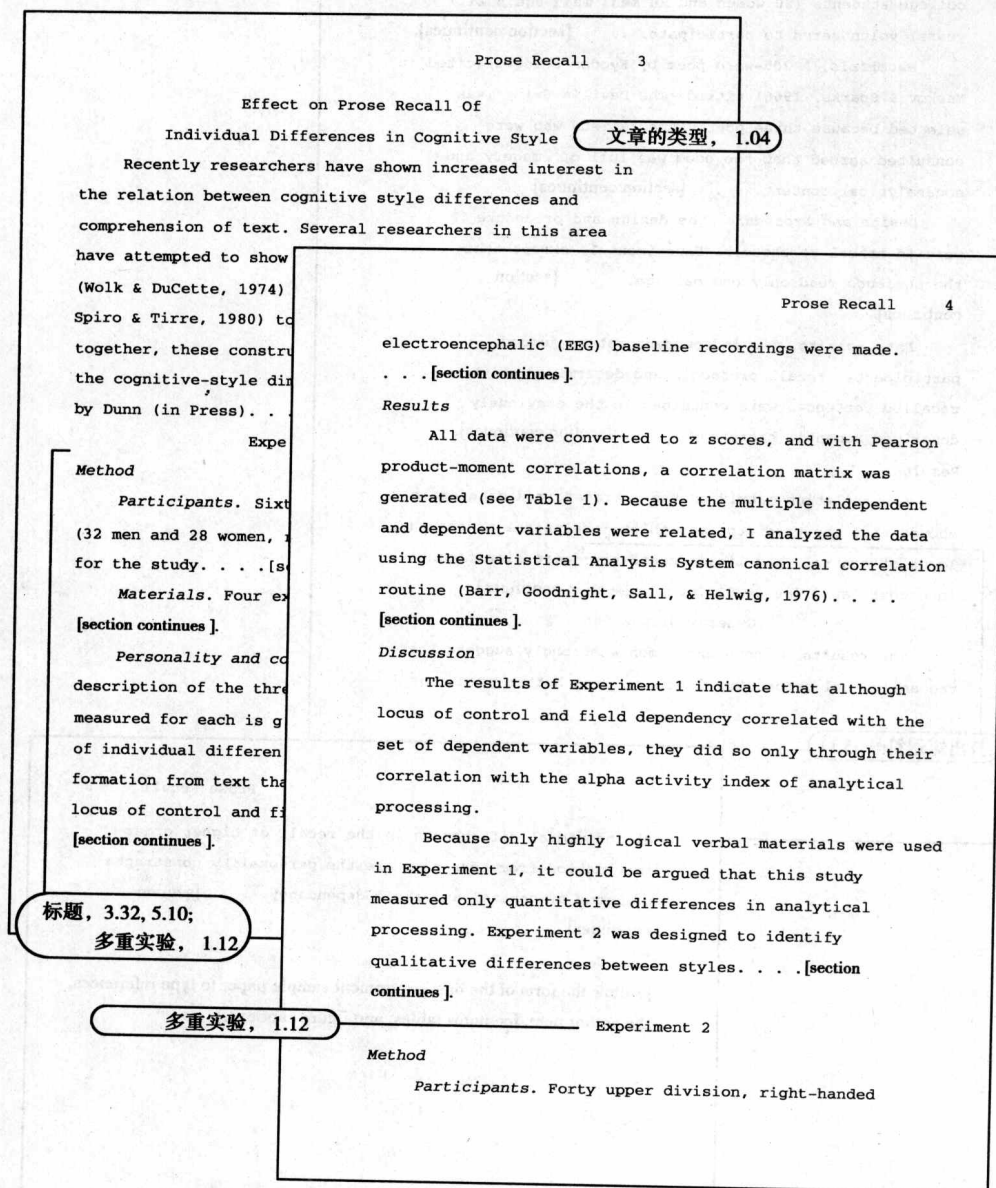 Prose Recall 3
Effect on Prose Recall Of
Individual Differences in Cognitive Style
文章的类型, 1.04
Recently researchers have shown increased interest in
the relation between cognitive style differences and
comprehension of text. Several researchers in this area
have attempted to show
(Wolk & DuCette, 1974)
Spiro & Tirre, 1980) to
together, these
the cognitive-style
by Dunn (in Press). . .
Method
Participants.
(32 men and 28 women,
for the study. . . .
Materials. Four
[section continues ].
Personality and
description of the
measured for each is
of individual
formation from text
locus of control and
[section continues ].
标题, 3.32, 5.10;
多重实验, 1.12
多重实验, 1.12
Prose Recall 4
electroencephalic (EEG) baseline recordings were made.
. . . [section continues ].
Results
All data were converted to z scores, and with Pearson
product-moment correlations, a correlation matrix was
generated (see Table 1). Because the multiple independent
and dependent variables were related, I analyzed the data
using the Statistical Analysis System canonical correlation
routine (Barr, Goodnight, Sall, & Helwig, 1976). . . .
[section continues ].
Discussion
The results of Experiment 1 indicate that although
locus of control and field dependency correlated with the
set of dependent variables, they did so only through their
correlation with the alpha activity index of analytical
processing.
Because only highly logical verbal materials were used
in Experiment 1, it could be argued that this study
measured only quantitative differences in analytical
processing. Experiment 2 was designed to identify
qualitative differences between styles. . . . [section
continues ].
Experiment 2
Method
Participants. Forty upper division, right-handed